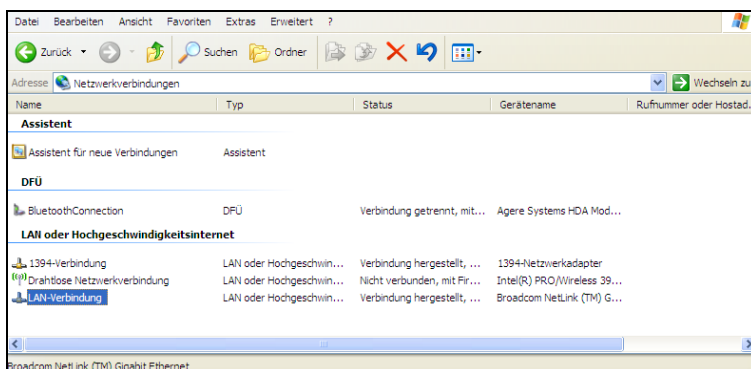 Datei Bearbeiten Ansicht Favoriten Extras Erweitert ?
Zurück Suchen Ordner
Adresse Netzwerkverbindungen Wechseln zu
Name Typ Status Gerätename Rufnummer oder Hostad.
Assistent
Assistent für neue Verbindungen Assistent
DFÜ
BluetoothConnection DFÜ Verbindung getrennt, mit... Agere Systems HDA Mod...
LAN oder Hochgeschwindigkeitsinternet
1394-Verbindung LAN oder Hochgeschwin... Verbindung hergestellt, ... 1394-Netzwerkadapter
Drahtlose Netzwerkverbindung LAN oder Hochgeschwin... Nicht verbunden, mit Fir... Intel(R) PRO/Wireless 39...
LAN-Verbindung LAN oder Hochgeschwin... Verbindung hergestellt, ... Broadcom NetLink (TM) G...
Broadcom NetLink (TM) Gigabit Ethernet